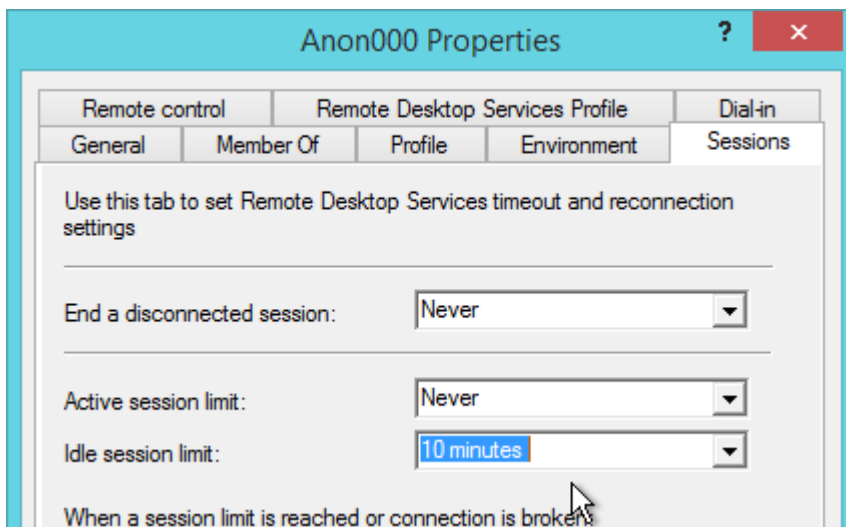 Anon000 Properties
?
Remote control
Remote Desktop Services Profile
Dial-in
General
Member Of
Profile
Environment
Sessions
Use this tab to set Remote Desktop Services timeout and reconnection
settings
End a disconnected session:
Never
Active session limit:
Never
Idle session limit:
10 minutes
When a session limit is reached or connection is broken